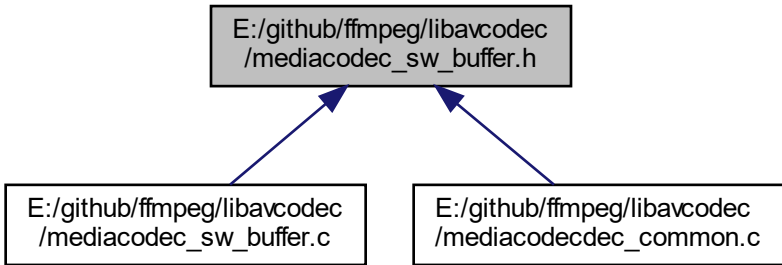 E:/github/ffmpeg/libavcodec
/mediacodec_sw_buffer.h
E:/github/ffmpeg/libavcodec
/mediacodec_sw_buffer.c
E:/github/ffmpeg/libavcodec
/mediacodecdec_common.c